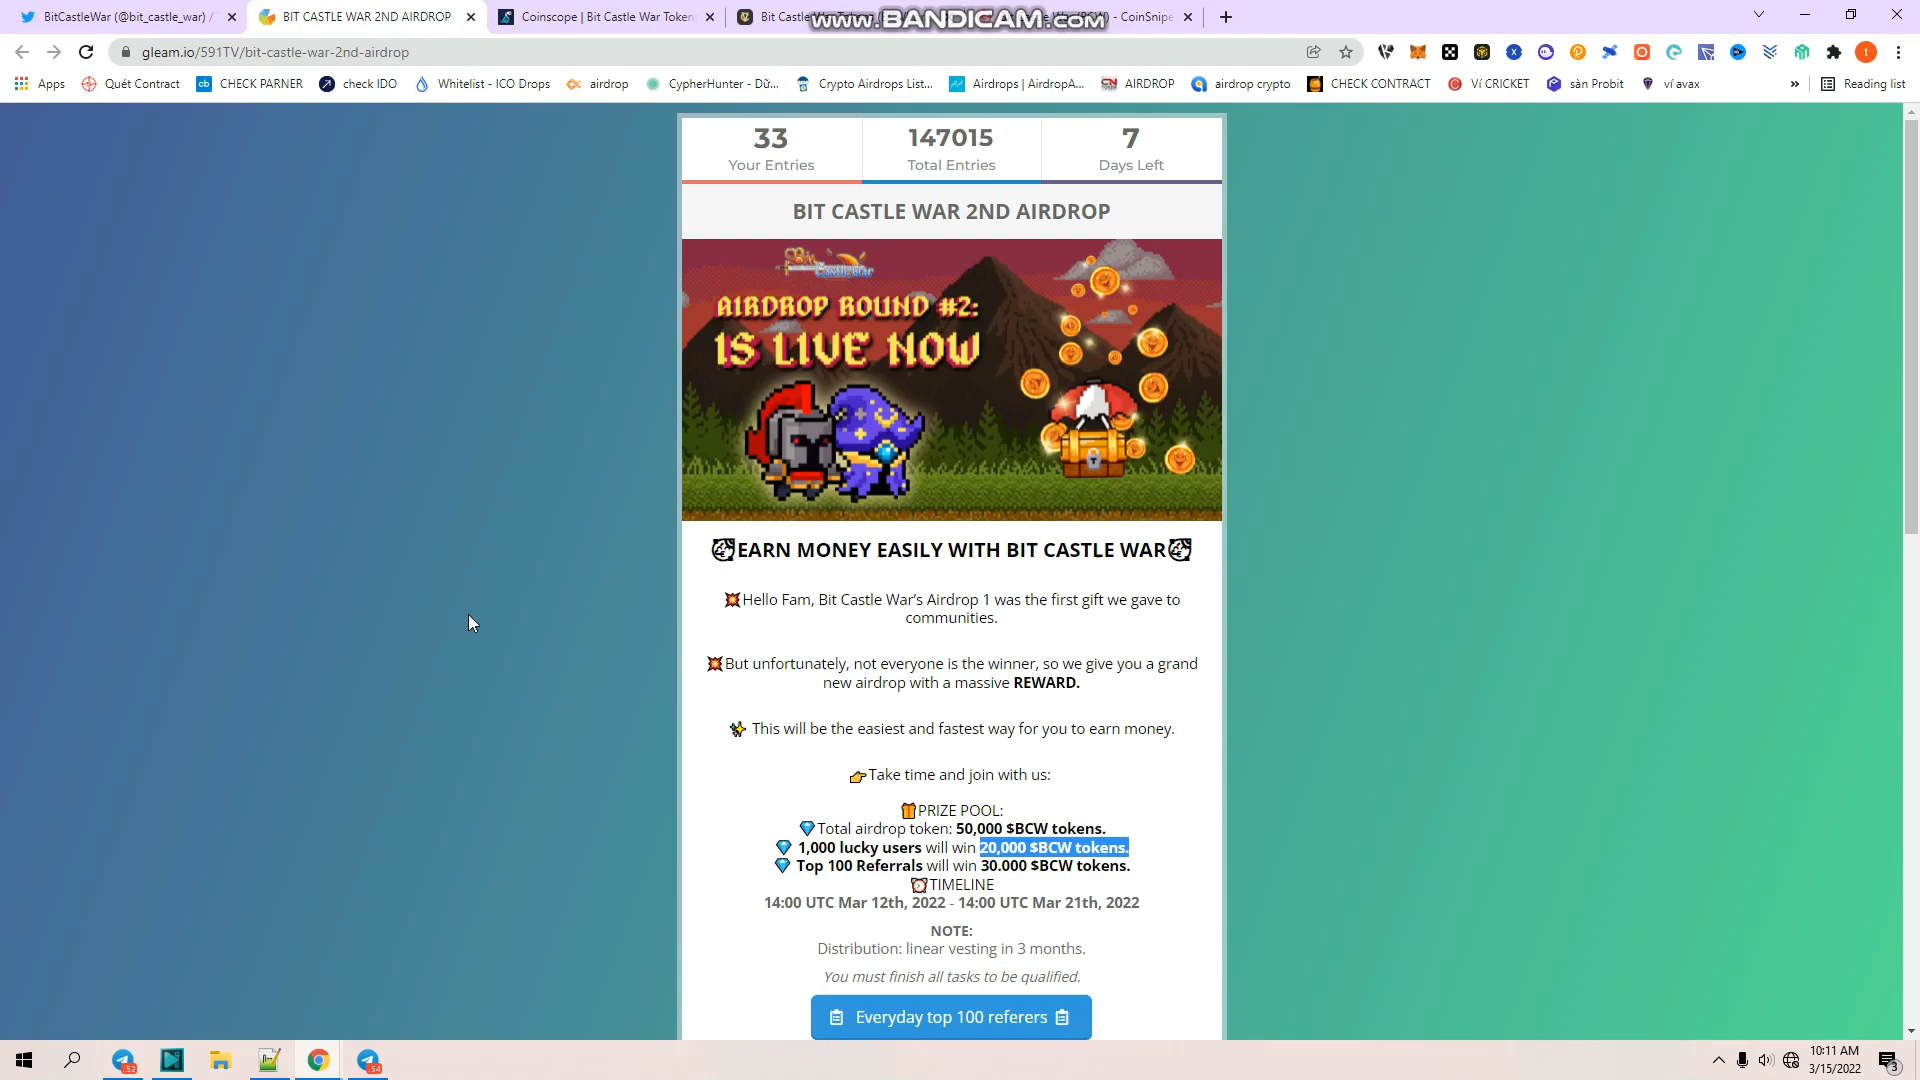 BitCastleWar (@bit_castle_war) /
BIT CASTLE WAR 2ND AIRDROP
Coinscope | Bit Castle War Token
Bit Castle
- CoinSnipe
www.BANDICAM.com
gleam.io/591TV/bit-castle-war-2nd-airdrop
Apps
Quét Contract
CHECK PARNER
check IDO
Whitelist - ICO Drops
airdrop
CypherHunter - Dữ...
Crypto Airdrops List...
Airdrops | AirdropA...
AIRDROP
airdrop crypto
CHECK CONTRACT
Ví CRICKET
sàn Probit
ví avax
»
Reading list
33
Your Entries
147015
Total Entries
7
Days Left
BIT CASTLE WAR 2ND AIRDROP
Bit
CastleWar
AIRDROP ROUND #2:
IS LIVE NOW
EARN MONEY EASILY WITH BIT CASTLE WAR
💥Hello Fam, Bit Castle War’s Airdrop 1 was the first gift we gave to
communities.
💥But unfortunately, not everyone is the winner, so we give you a grand
new airdrop with a massive REWARD.
✨ This will be the easiest and fastest way for you to earn money.
👉Take time and join with us:
🎁PRIZE POOL:
💎Total airdrop token: 50,000 $BCW tokens.
💎 1,000 lucky users will win 20,000 $BCW tokens.
💎 Top 100 Referrals will win 30.000 $BCW tokens.
⏰TIMELINE
14:00 UTC Mar 12th, 2022 - 14:00 UTC Mar 21th, 2022
NOTE:
Distribution: linear vesting in 3 months.
You must finish all tasks to be qualified.
Everyday top 100 referers
52
54
10:11 AM
3/15/2022
3